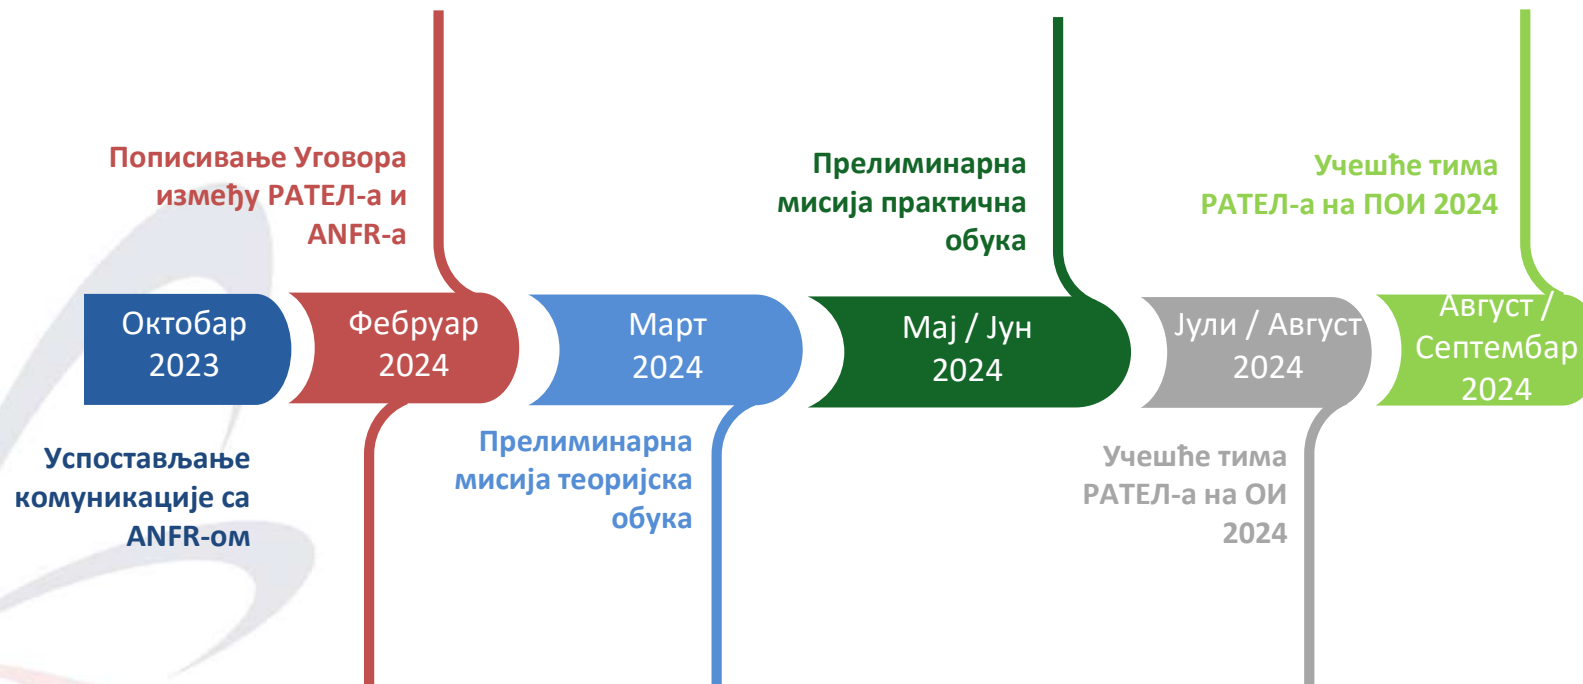 Пописивање Уговора
између РАТЕЛ-а и
ANFR-а
Прелиминарна
мисија практична
обука
Учешће тима
РАТЕЛ-а на ПОИ 2024
Октобар
2023
Фебруар
2024
Март
2024
Мај / Јун
2024
Јули / Август
2024
Август /
Септембар
2024
Успостављање
комуникације са
ANFR-ом
Прелиминарна
мисија теоријска
обука
Учешће тима
РАТЕЛ-а на ОИ
2024